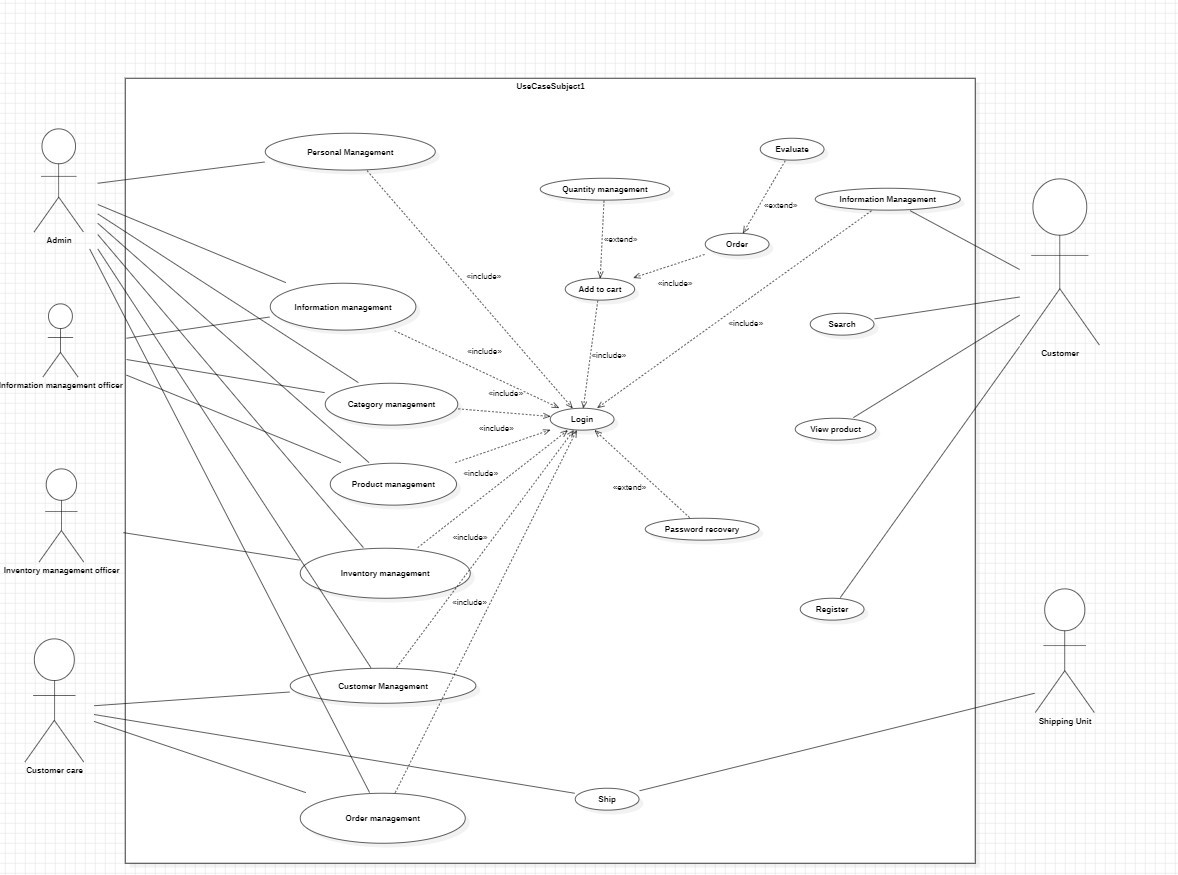 UseCaseSubject1
Personal Management
Evaluate
Quantity management
Information Management
«extend»
Admin
«extend»
Order
«include»
«include»
Add to cart
Information management
«include»
Search
«include»
«include»
Customer
Information management officer
«include»
Category management
Login
«include»
View product
«include»
Product management
«extend»
Password recovery
«include»
Inventory management officer
Inventory management
«include»
Register
Customer Management
Shipping Unit
Customer care
Ship
Order management